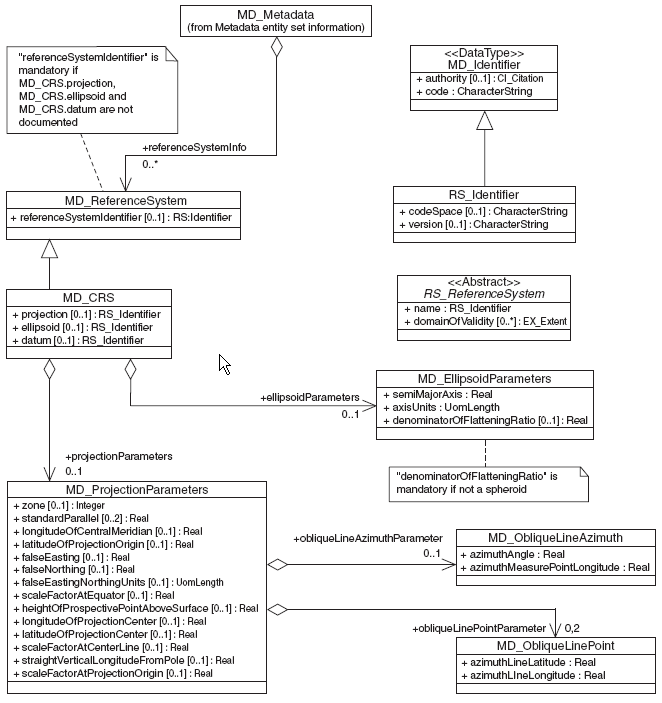 MD_Metadata
(from Metadata entity set information)
"referenceSystemIdentifier" is
mandatory if
MD_CRS.projection,
MD_CRS.ellipsoid and
MD_CRS.datum are not
documented
<<DataType>>
MD_Identifier
+ authority [0..1] : CI_Citation
+ code : CharacterString
+referenceSystemInfo
0..*
MD_ReferenceSystem
+ referenceSystemIdentifier [0..1] : RS:Identifier
RS_Identifier
+ codeSpace [0..1] : CharacterString
+ version [0..1] : CharacterString
<<Abstract>>
RS_ReferenceSystem
+ name : RS_Identifier
+ domainOfValidity [0..*] : EX_Extent
MD_CRS
+ projection [0..1] : RS_Identifier
+ ellipsoid [0..1] : RS_Identifier
+ datum [0..1] : RS_Identifier
+ellipsoidParameters
0..1
MD_EllipsoidParameters
+ semiMajorAxis : Real
+ axisUnits : UomLength
+ denominatorOfFlatteningRatio [0..1] : Real
"denominatorOfFlatteningRatio" is
mandatory if not a spheroid
+projectionParameters
0..1
MD_ProjectionParameters
+ zone [0..1] : Integer
+ standardParallel [0..2] : Real
+ longitudeOfCentralMeridian [0..1] : Real
+ latitudeOfProjectionOrigin [0..1] : Real
+ falseEasting [0..1] : Real
+ falseNorthing [0..1] : Real
+ falseEastingNorthingUnits [0..1] : UomLength
+ scaleFactorAtEquator [0..1] : Real
+ heightOfProspectivePointAboveSurface [0..1] : Real
+ longitudeOfProjectionCenter [0..1] : Real
+ latitudeOfProjectionCenter [0..1] : Real
+ scaleFactorAtCenterLine [0..1] : Real
+ straightVerticalLongitudeFromPole [0..1] : Real
+ scaleFactorAtProjectionOrigin [0..1] : Real
+obliqueLineAzimuthParameter
0..1
MD_ObliqueLineAzimuth
+ azimuthAngle : Real
+ azimuthMeasurePointLongitude : Real
+obliqueLinePointParameter
0,2
MD_ObliqueLinePoint
+ azimuthLineLatitude : Real
+ azimuthLIneLongitude : Real